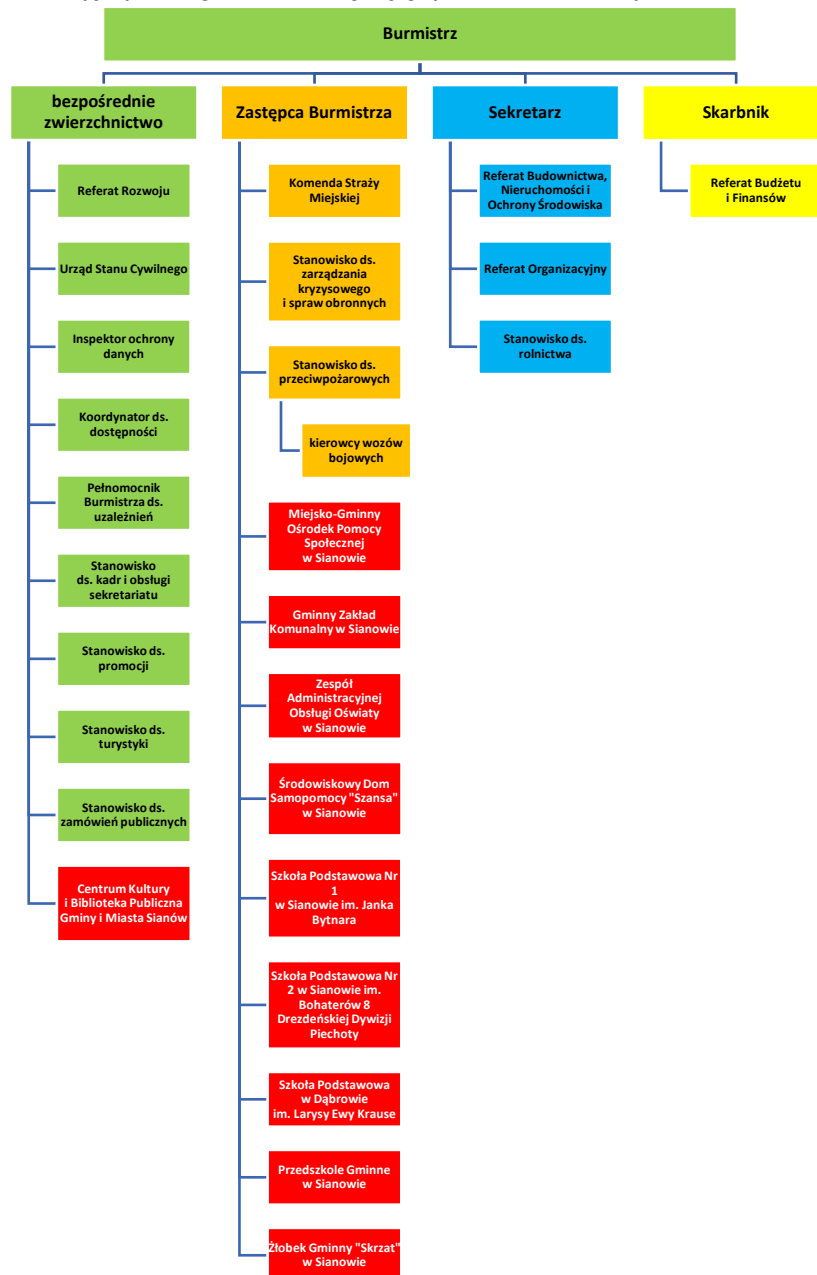 Burmistrz
bezpośrednie
zwierzchnictwo
Referat Rozwoju
Urząd Stanu Cywilnego
Inspektor ochrony
danych
Koordynator ds.
dostępności
Pełnomocnik
Burmistrza ds.
uzależnień
Stanowisko
ds. kadr i obsługi
sekretariatu
Stanowisko ds.
promocji
Stanowisko ds.
turystyki
Stanowisko ds.
zamówień publicznych
Centrum Kultury
i Biblioteka Publiczna
Gminy i Miasta Sianów
Zastępca Burmistrza
Komenda Straży
Miejskiej
Stanowisko ds.
zarządzania
kryzysowego
i spraw obronnych
Stanowisko ds.
przeciwpożarowych
kierowcy wozów
bojowych
Miejsko-Gminny
Ośrodek Pomocy
Społecznej
w Sianowie
Gminny Zakład
Komunalny w Sianowie
Zespół
Administracyjnej
Obsługi Oświaty
w Sianowie
Środowiskowy Dom
Samopomocy "Szansa"
w Sianowie
Szkoła Podstawowa Nr
1
w Sianowie im. Janka
Bytnara
Szkoła Podstawowa Nr
2 w Sianowie im.
Bohaterów 8
Drezdeńskiej Dywizji
Piechoty
Szkoła Podstawowa
w Dąbrowie
im. Larysy Ewy Krause
Przedszkole Gminne
w Sianowie
Żłobek Gminny "Skrzat"
w Sianowie
Sekretarz
Referat Budownictwa,
Nieruchomości i
Ochrony Środowiska
Referat Organizacyjny
Stanowisko ds.
rolnictwa
Skarbnik
Referat Budżetu
i Finansów